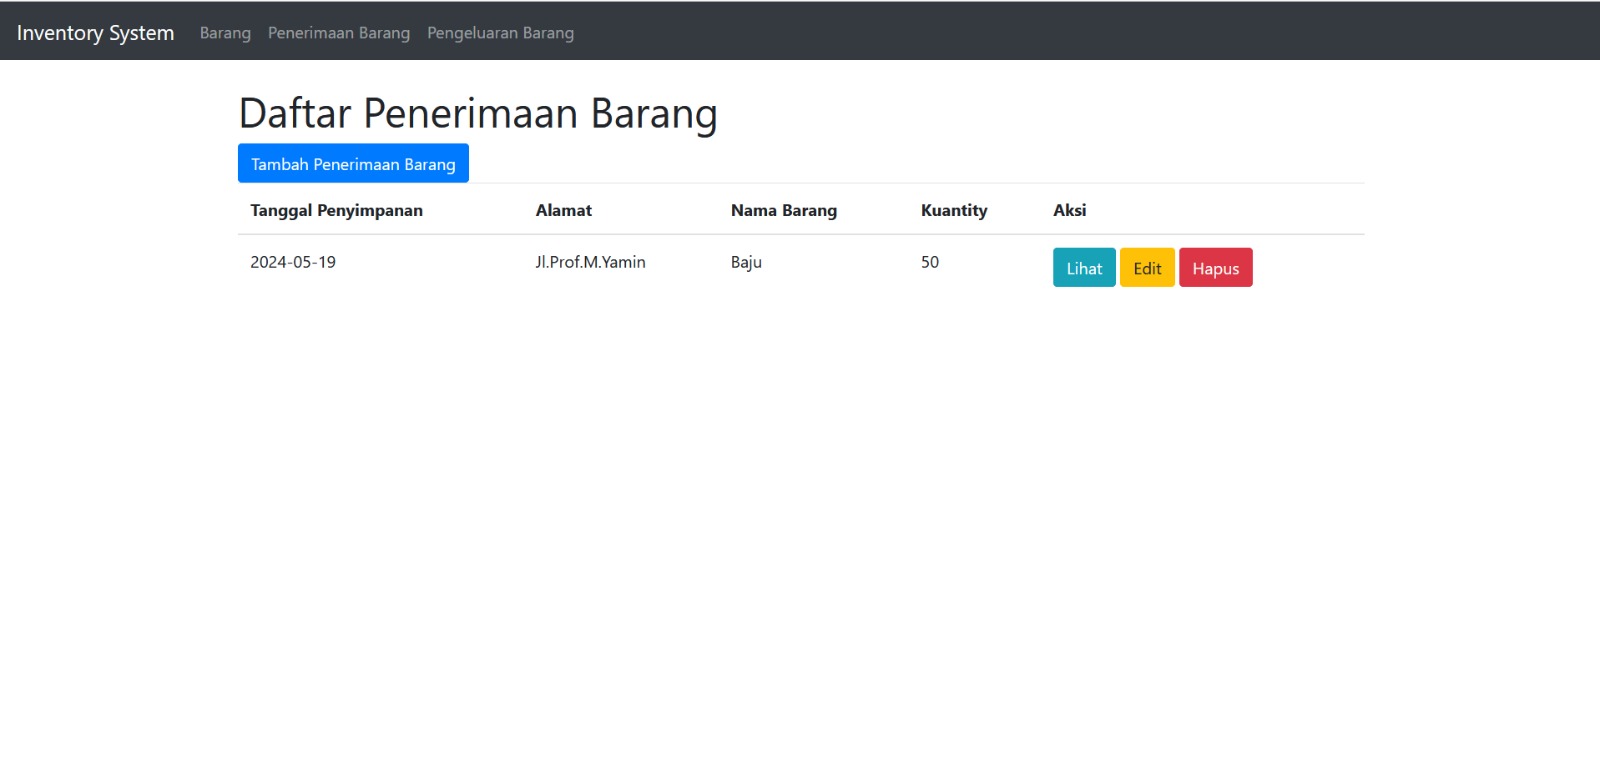 Inventory System Barang Penerimaan Barang Pengeluaran Barang
Daftar Penerimaan Barang
Tambah Penerimaan Barang
Tanggal Penyimpanan Alamat Nama Barang Kuantity Aksi
2024-05-19 Jl.Prof.M.Yamin Baju 50 Lihat Edit Hapus